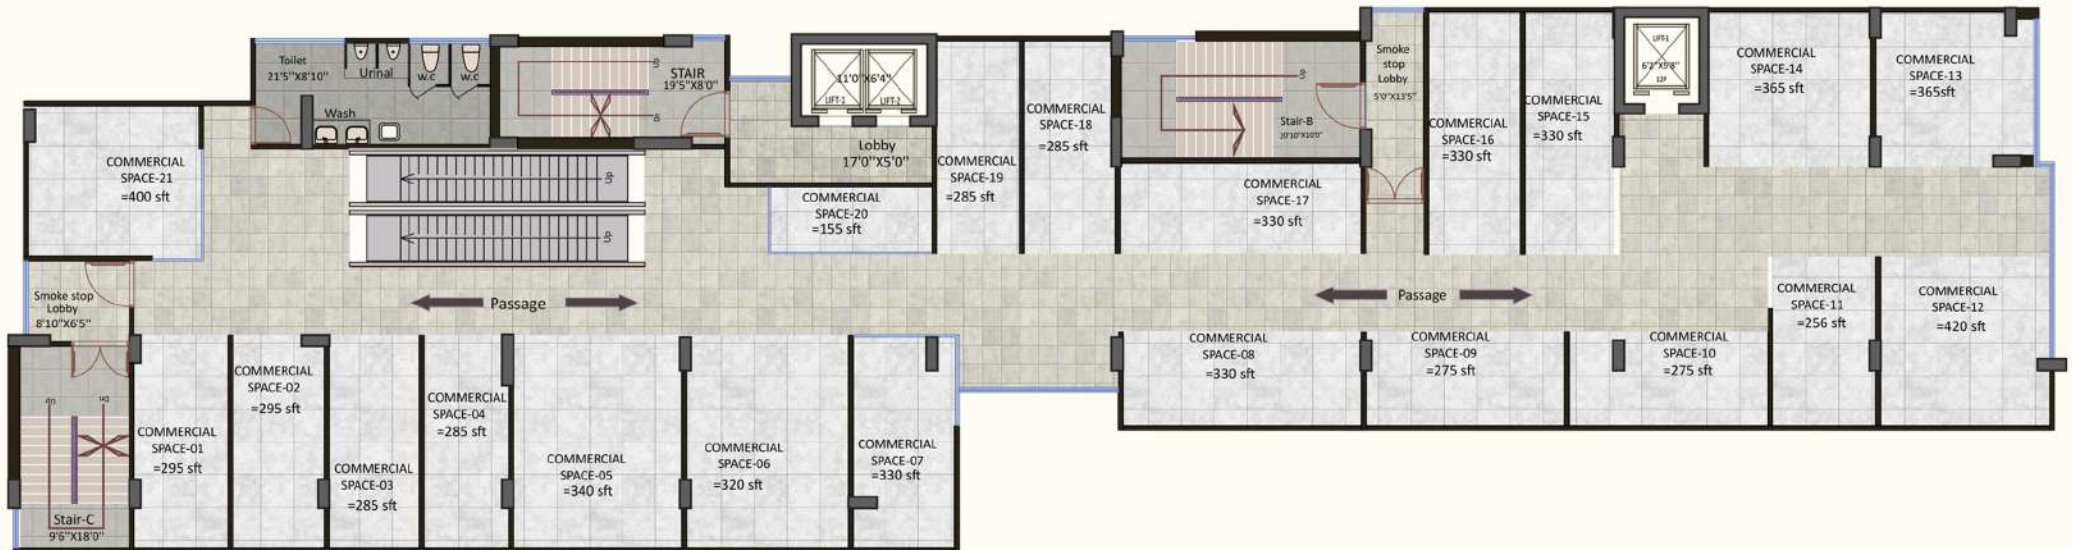 Toilet
21'5"X8'10"
Urinal
w.c
w.c
Wash
STAIR
19'5"X8'0"
Up
Dn
11'0"X6'4"
LIFT-1
LIFT-2
Lobby
17'0"X5'0"
COMMERCIAL
SPACE-21
=400 sft
Up
Up
COMMERCIAL
SPACE-20
=155 sft
COMMERCIAL
SPACE-19
=285 sft
COMMERCIAL
SPACE-18
=285 sft
Up
Stair-B
COMMERCIAL
SPACE-17
=330 sft
Smoke
stop
Lobby
5'0"X13'5"
COMMERCIAL
SPACE-16
=330 sft
COMMERCIAL
SPACE-15
=330 sft
LIFT-1
6'2"X5'8"
COMMERCIAL
SPACE-14
=365 sft
COMMERCIAL
SPACE-13
=365sft
Smoke stop
Lobby
8'10"X6'5"
Passage
Passage
COMMERCIAL
SPACE-11
=256 sft
COMMERCIAL
SPACE-12
=420 sft
Up
Dn
Stair-C
9'6"X18'0"
COMMERCIAL
SPACE-01
=295 sft
COMMERCIAL
SPACE-02
=295 sft
COMMERCIAL
SPACE-03
=285 sft
COMMERCIAL
SPACE-04
=285 sft
COMMERCIAL
SPACE-05
=340 sft
COMMERCIAL
SPACE-06
=320 sft
COMMERCIAL
SPACE-07
=330 sft
COMMERCIAL
SPACE-08
=330 sft
COMMERCIAL
SPACE-09
=275 sft
COMMERCIAL
SPACE-10
=275 sft